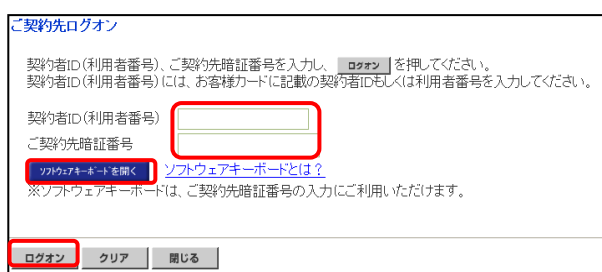 ご契約先ログオン
契約者ID(利用者番号)、ご契約先暗証番号を入力し、 ログオン を押してください。
契約者ID(利用者番号)には、お客様カードに記載の契約者IDもしくは利用者番号を入力してください。
契約者ID(利用者番号)
ご契約先暗証番号
ソフトウェアキーボードを開く ソフトウェアキーボードとは?
※ソフトウェアキーボードは、ご契約先暗証番号の入力にご利用いただけます。
ログオン クリア 閉じる